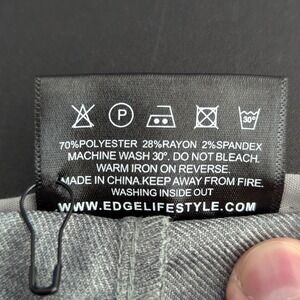 P 30°
70%POLYESTER 28%RAYON 2%SPANDEX
MACHINE WASH 30°. DO NOT BLEACH.
WARM IRON ON REVERSE.
MADE IN CHINA.KEEP AWAY FROM FIRE.
WASHING INSIDE OUT
WWW.EDGELIFESTYLE.COM